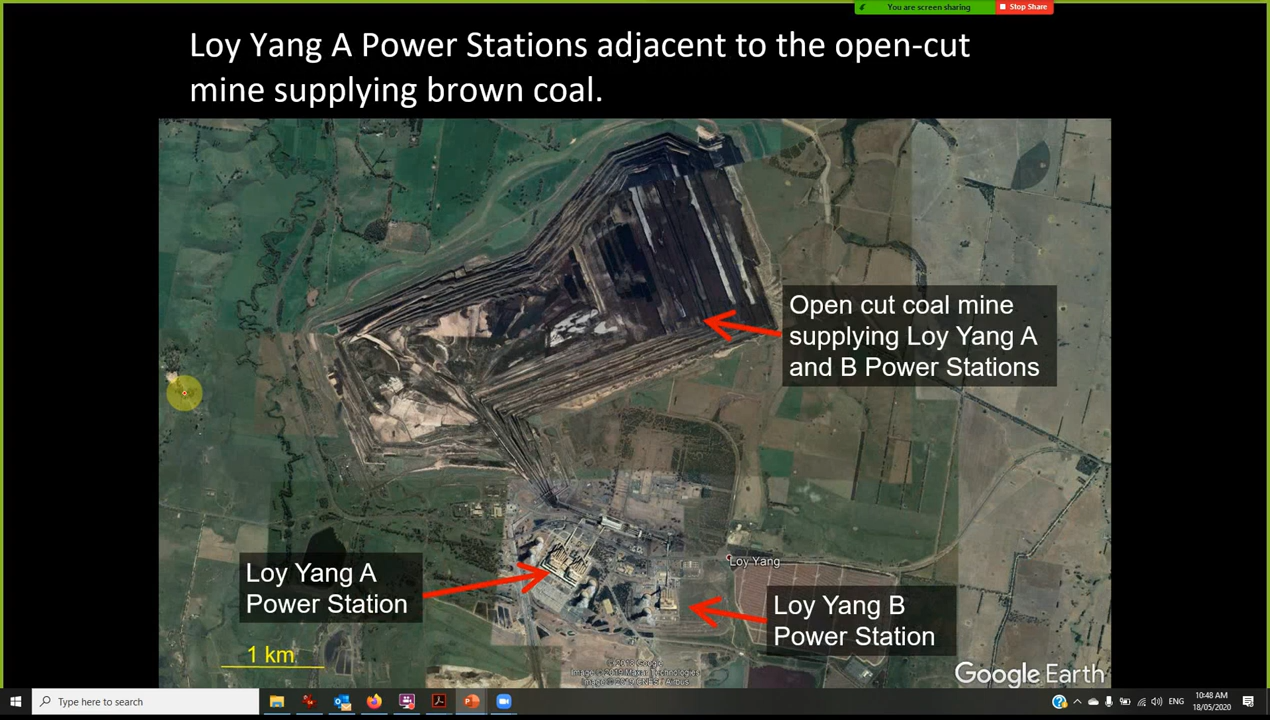 You are screen sharing
Stop Share
Loy Yang A Power Stations adjacent to the open-cut
mine supplying brown coal.
Open cut coal mine
supplying Loy Yang A
and B Power Stations
Loy Yang
Loy Yang A
Power Station
Loy Yang B
Power Station
1 km
Google Earth
Type here to search
ENG
10:48 AM
18/05/2020